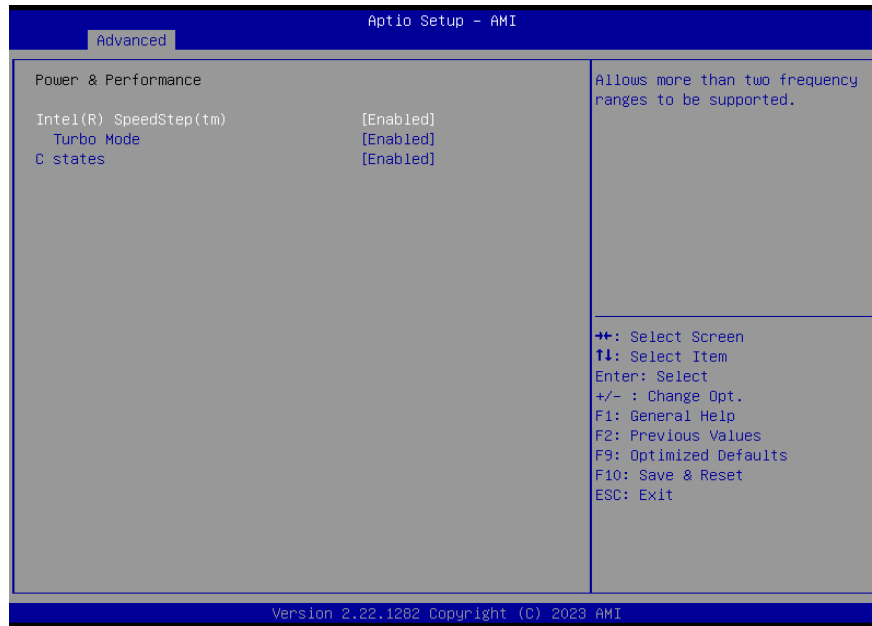 Aptio Setup – AMI
Advanced
Power & Performance
Intel(R) SpeedStep(tm) [Enabled]
Turbo Mode [Enabled]
C states [Enabled]
Allows more than two frequency
ranges to be supported.
→←: Select Screen
↑↓: Select Item
Enter: Select
+/- : Change Opt.
F1: General Help
F2: Previous Values
F9: Optimized Defaults
F10: Save & Reset
ESC: Exit
Version 2.22.1282 Copyright (C) 2023 AMI